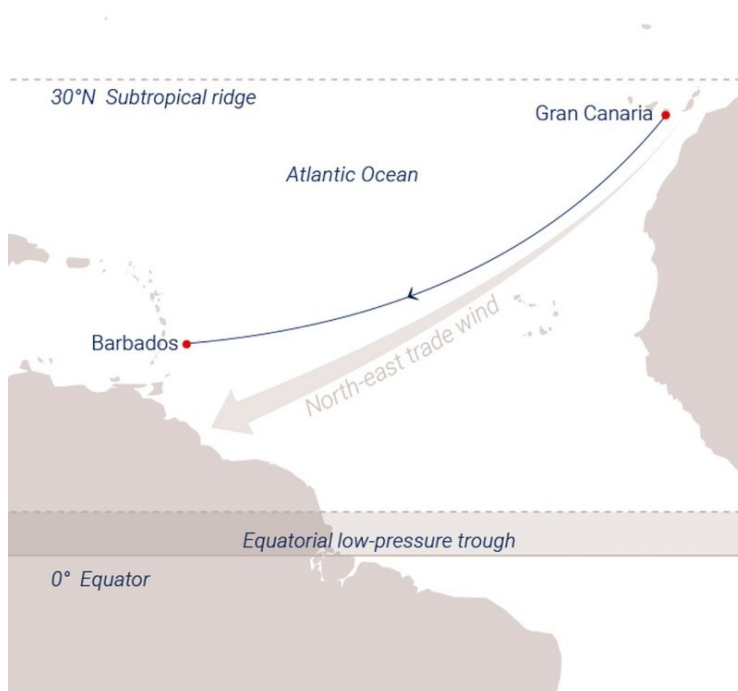 30°N Subtropical ridge
Gran Canaria
Atlantic Ocean
Barbados
North-east trade wind
Equatorial low-pressure trough
0° Equator